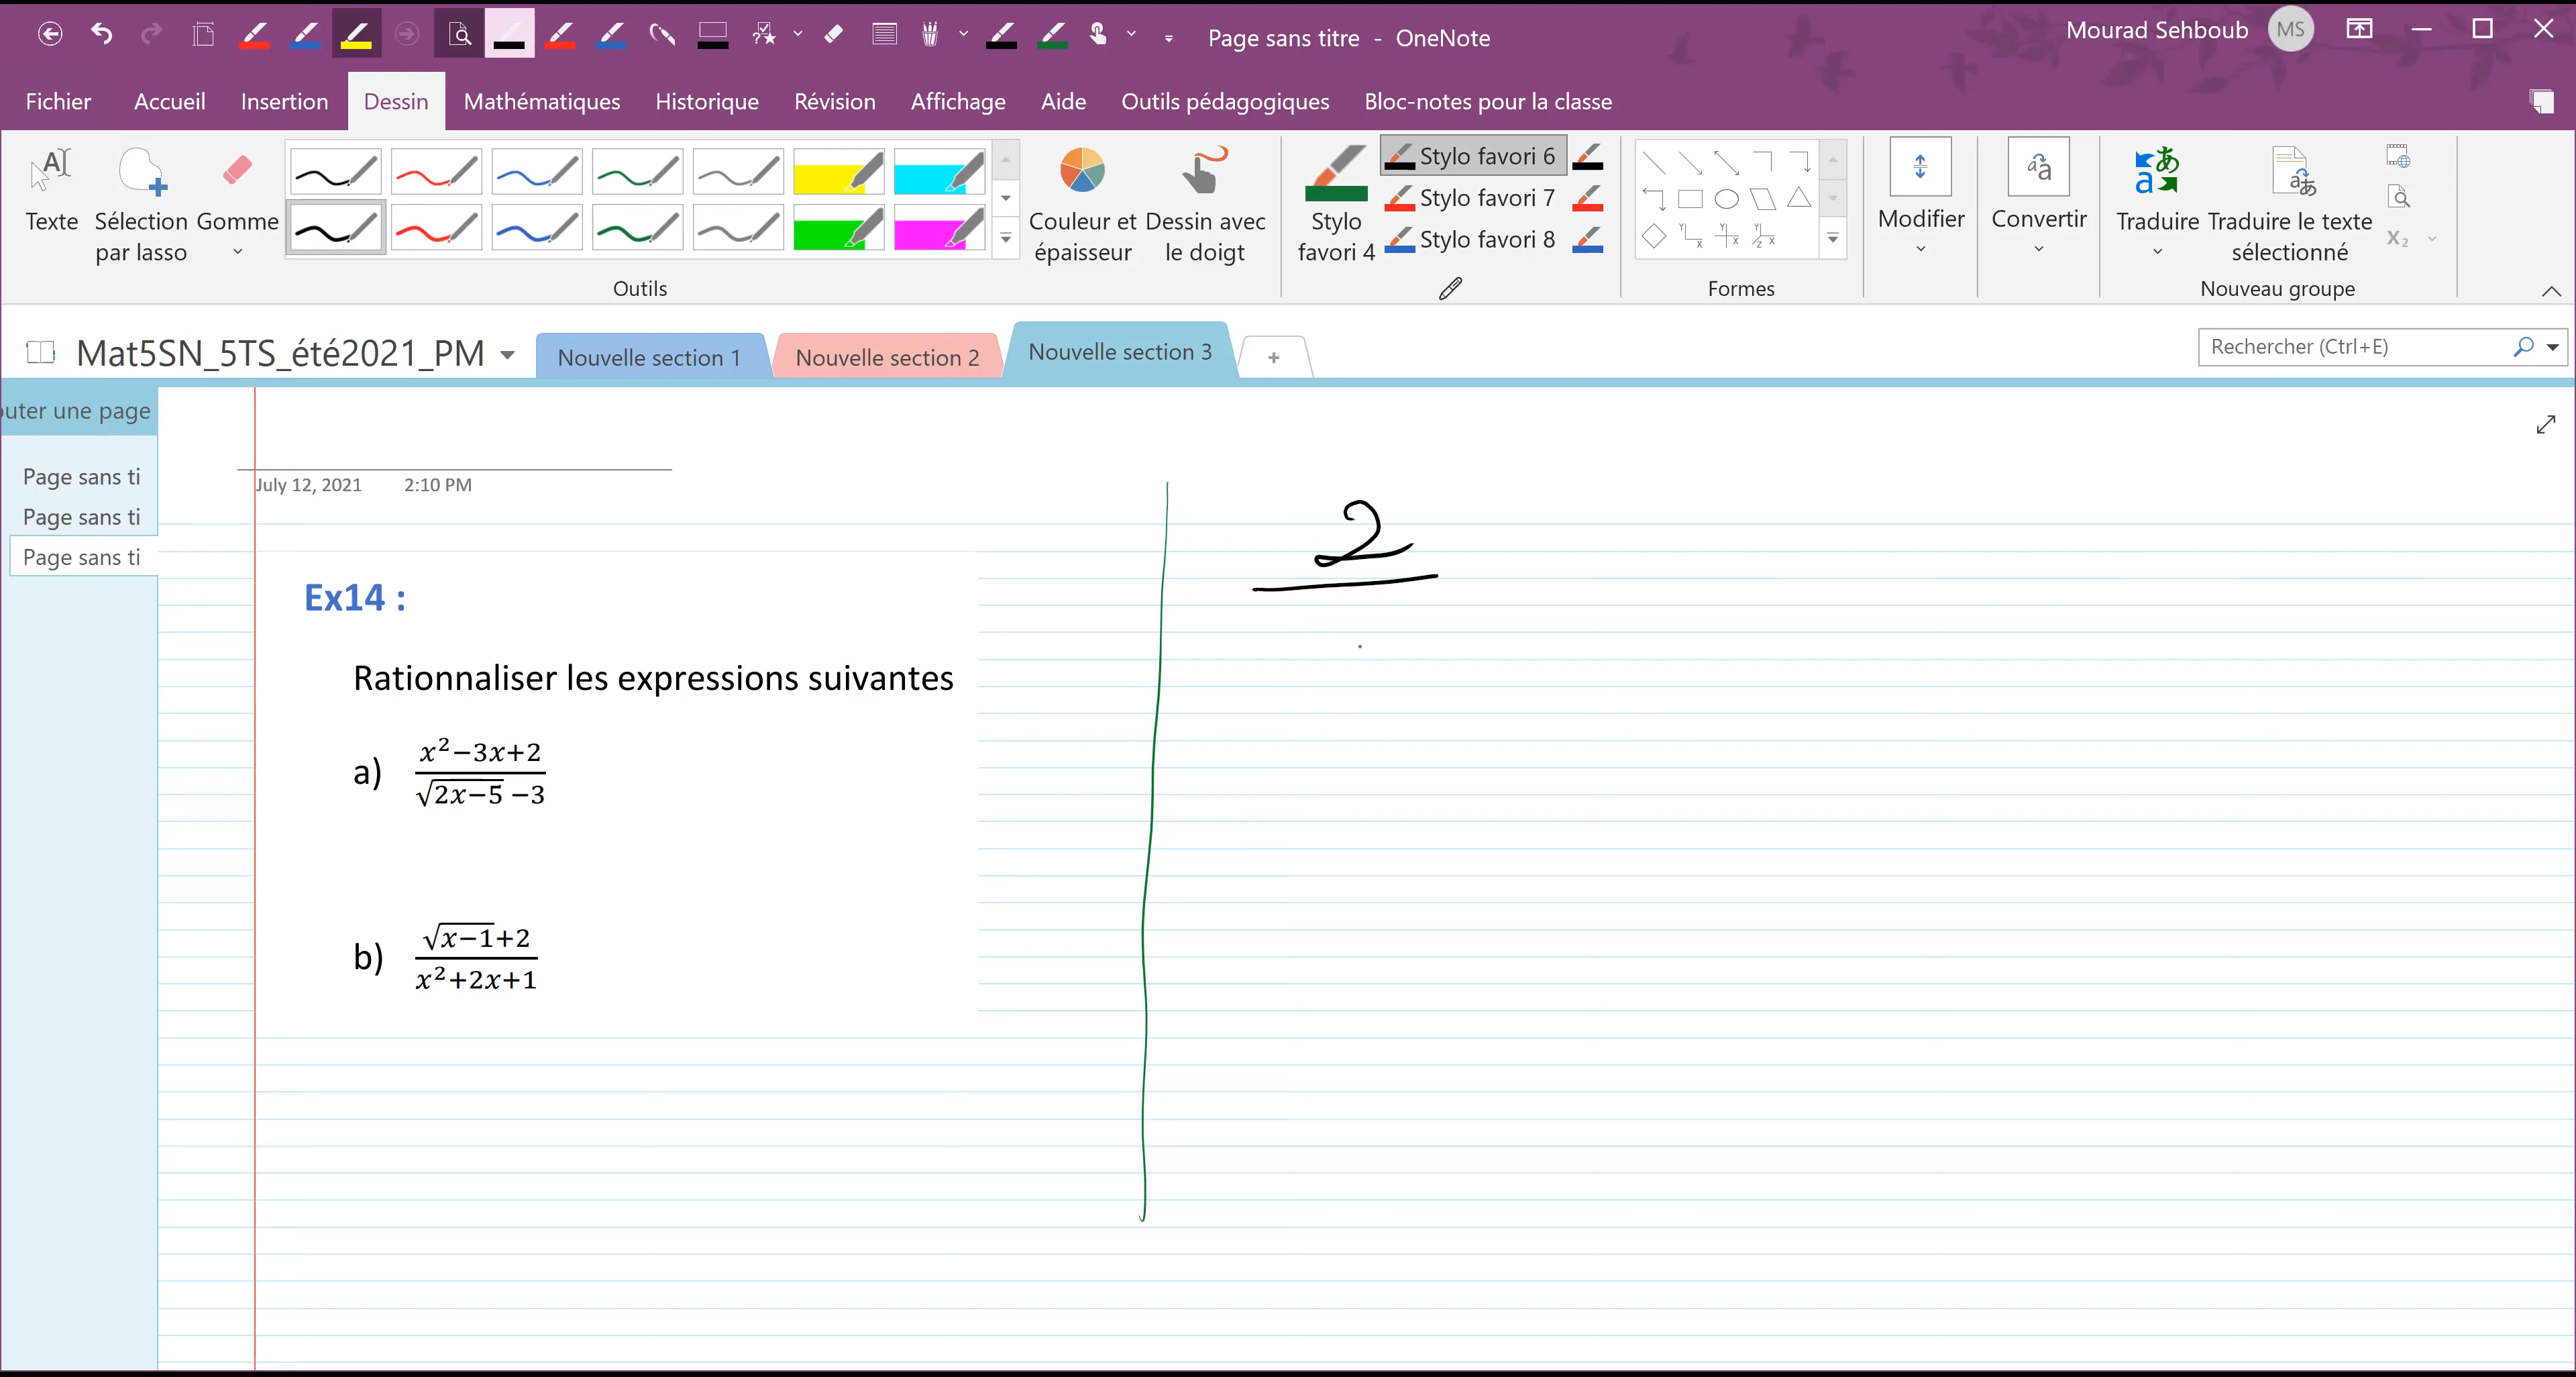 Page sans titre - OneNote
Mourad Sehboub MS
Fichier Accueil Insertion Dessin Mathématiques Historique Révision Affichage Aide Outils pédagogiques Bloc-notes pour la classe
Texte
Sélection par lasso
Gomme
Couleur et épaisseur
Dessin avec le doigt
Outils
Stylo favori 4
Stylo favori 6
Stylo favori 7
Stylo favori 8
Formes
Modifier
Convertir
Traduire
Traduire le texte sélectionné
Nouveau groupe
Mat5SN_5TS_été2021_PM
Nouvelle section 1
Nouvelle section 2
Nouvelle section 3
+
Rechercher (Ctrl+E)
outer une page
Page sans ti
Page sans ti
Page sans ti
July 12, 2021 2:10 PM
2
Ex14 :
Rationnaliser les expressions suivantes
a) (x²−3x+2)/(√(2x−5) −3)
b) (√(x−1)+2)/(x²+2x+1)